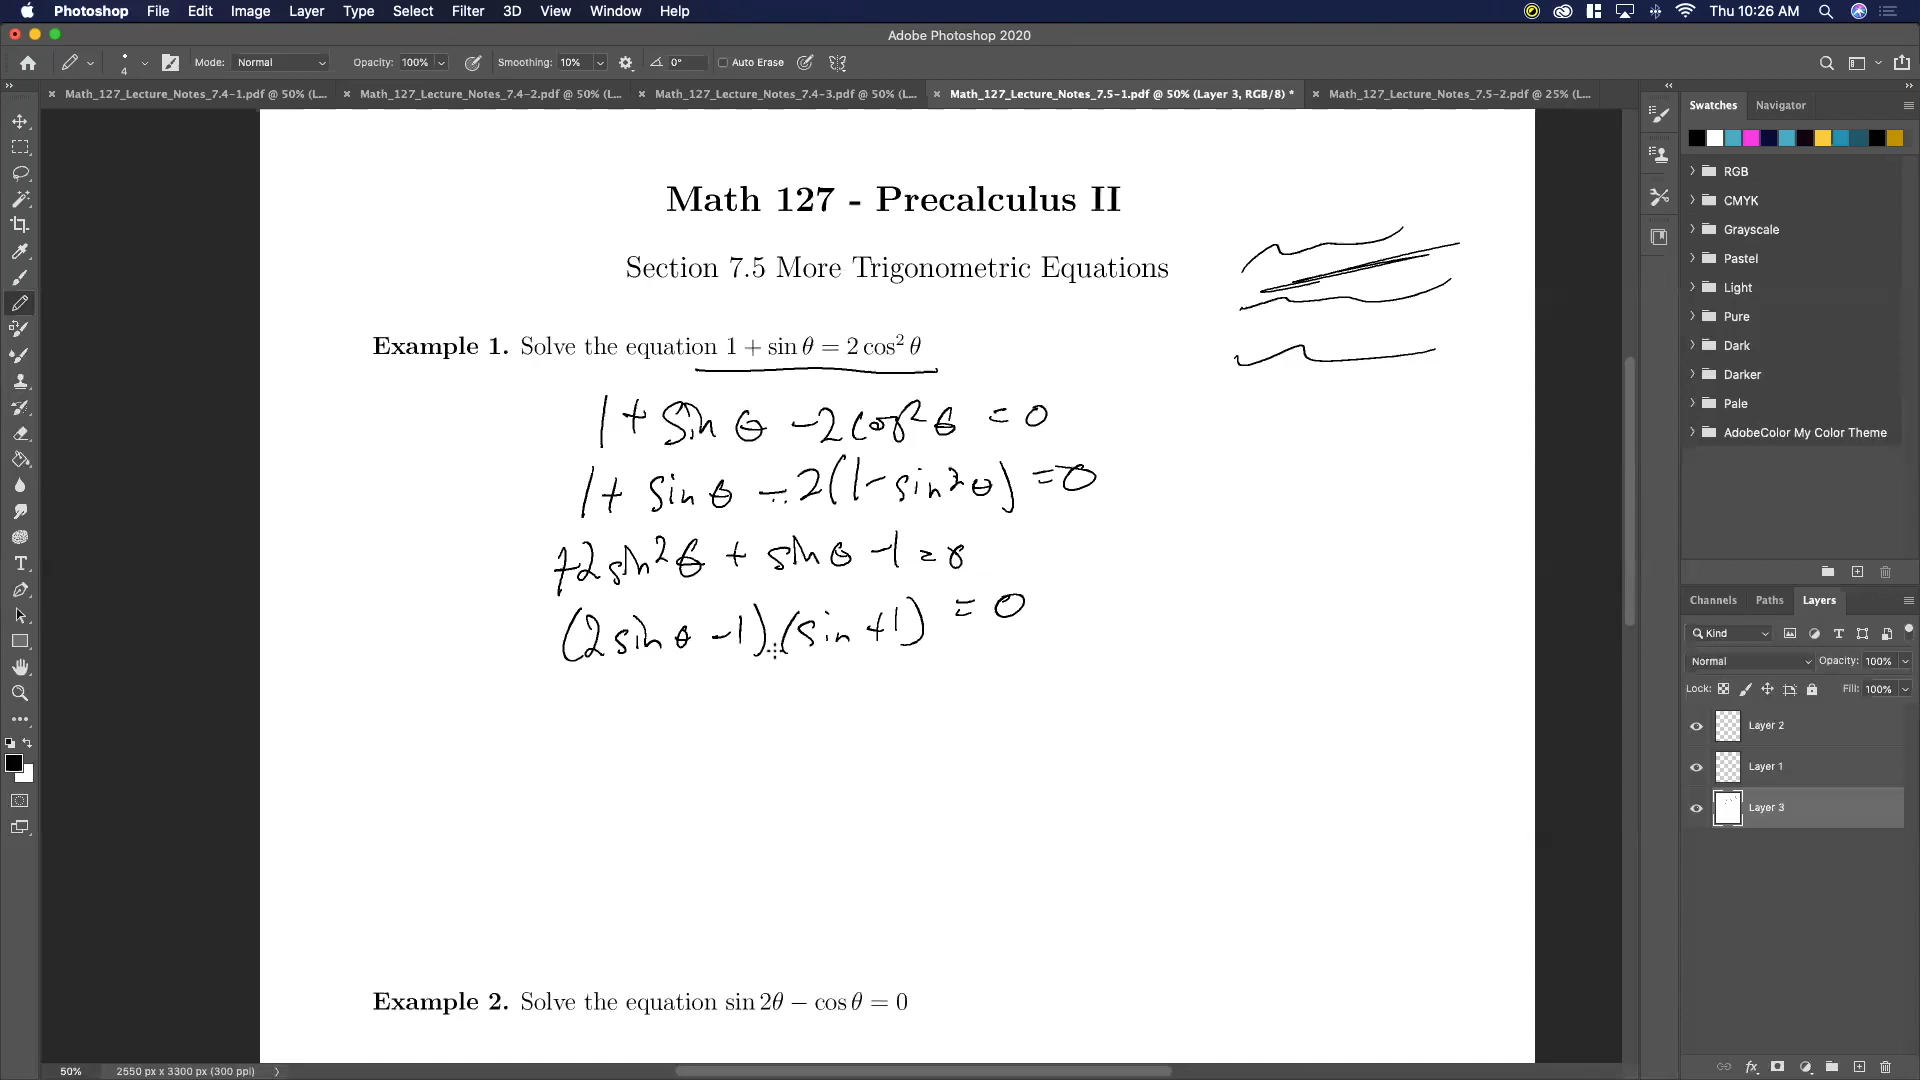 Photoshop File Edit Image Layer Type Select Filter 3D View Window Help Thu 10:26 AM
Adobe Photoshop 2020
4 Mode: Normal Opacity: 100% Smoothing: 10% 0° Auto Erase
Math_127_Lecture_Notes_7.4-1.pdf @ 50% (L... Math_127_Lecture_Notes_7.4-2.pdf @ 50% (L... Math_127_Lecture_Notes_7.4-3.pdf @ 50% (L... Math_127_Lecture_Notes_7.5-1.pdf @ 50% (Layer 3, RGB/8) * Math_127_Lecture_Notes_7.5-2.pdf @ 25% (L...
Math 127 - Precalculus II
Section 7.5 More Trigonometric Equations
Example 1. Solve the equation 1 + sin θ = 2 cos² θ
1 + sin θ - 2 cos² θ = 0
1 + sin θ - 2(1 - sin² θ) = 0
+2 sin² θ + sin θ - 1 = 0
(2 sin θ - 1)·(sin + 1) = 0
Example 2. Solve the equation sin 2θ − cos θ = 0
50% 2550 px x 3300 px (300 ppi)
Swatches Navigator
RGB
CMYK
Grayscale
Pastel
Light
Pure
Dark
Darker
Pale
AdobeColor My Color Theme
Channels Paths Layers
Kind
Normal Opacity: 100%
Lock: Fill: 100%
Layer 2
Layer 1
Layer 3
fx